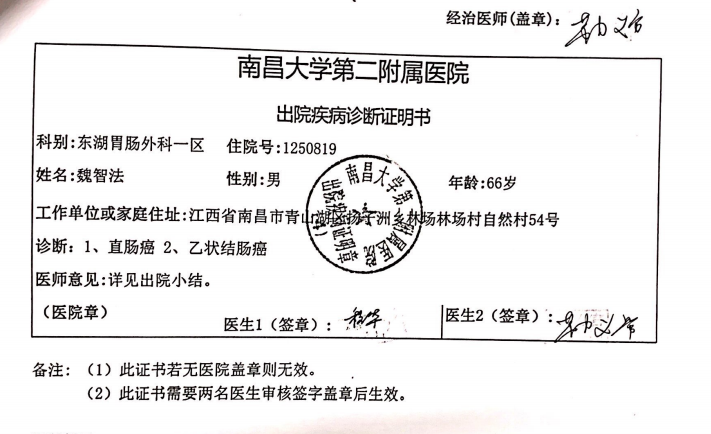 经治医师(盖章):
南昌大学第二附属医院
出院疾病诊断证明书
科别:东湖胃肠外科一区 住院号:1250819
姓名:魏智法 性别:男 年龄:66岁
工作单位或家庭住址:江西省南昌市青山湖区扬子洲乡林场林场村自然村54号
诊断: 1、直肠癌 2、乙状结肠癌
医师意见:详见出院小结。
(医院章) 医生1(签章): 医生2(签章):
备注: (1)此证书若无医院盖章则无效。
(2)此证书需要两名医生审核签字盖章后生效。
南昌大学第二附属医院